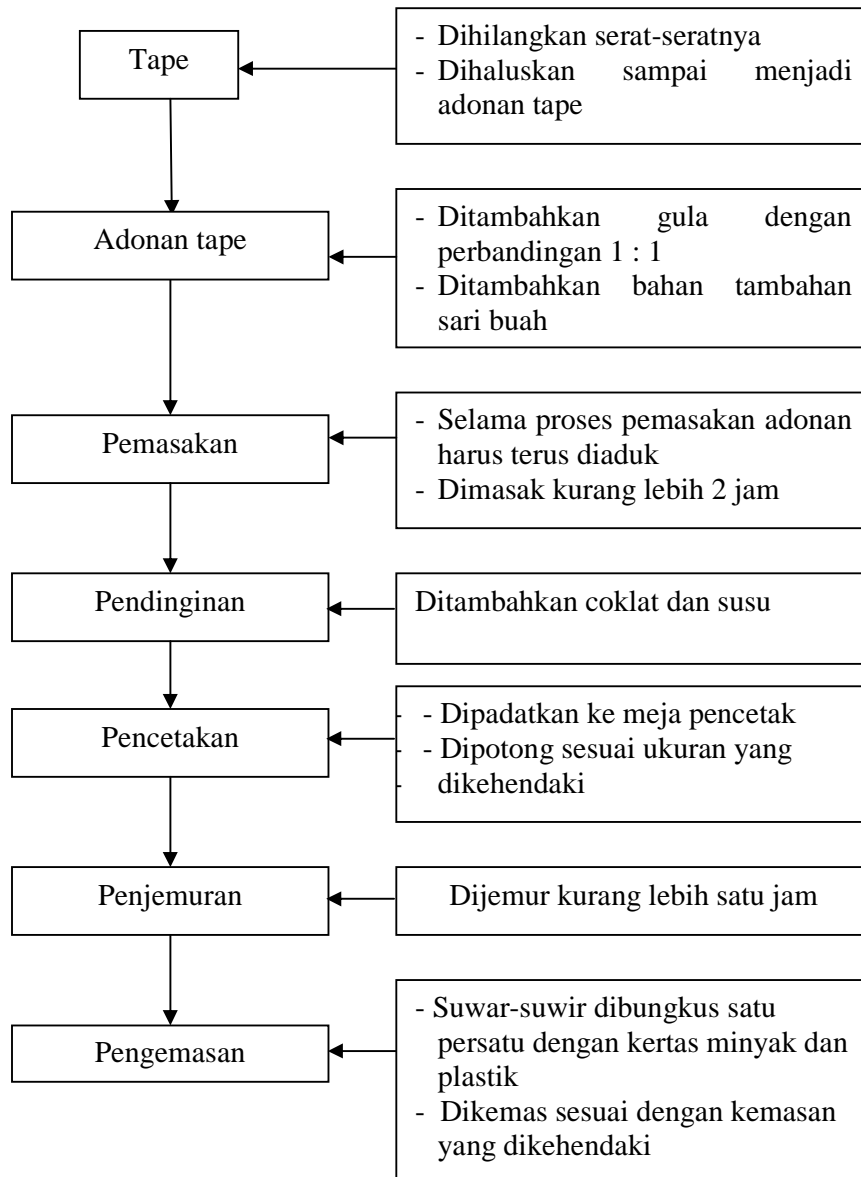 Tape
- Dihilangkan serat-seratnya
- Dihaluskan sampai menjadi
adonan tape
Adonan tape
- Ditambahkan gula dengan
perbandingan 1 : 1
- Ditambahkan bahan tambahan
sari buah
Pemasakan
- Selama proses pemasakan adonan
harus terus diaduk
- Dimasak kurang lebih 2 jam
Pendinginan
Ditambahkan coklat dan susu
Pencetakan
- - Dipadatkan ke meja pencetak
- - Dipotong sesuai ukuran yang
- dikehendaki
Penjemuran
Dijemur kurang lebih satu jam
Pengemasan
- Suwar-suwir dibungkus satu
persatu dengan kertas minyak dan
plastik
- Dikemas sesuai dengan kemasan
yang dikehendaki